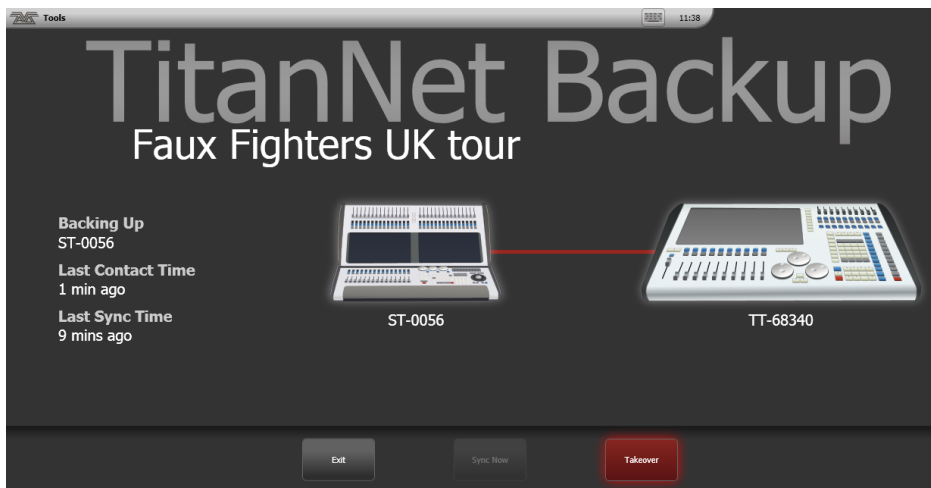 Tools
11:38
TitanNet Backup
Faux Fighters UK tour
Backing Up
ST-0056
Last Contact Time
1 min ago
Last Sync Time
9 mins ago
ST-0056
TT-68340
Exit
Sync Now
Takeover